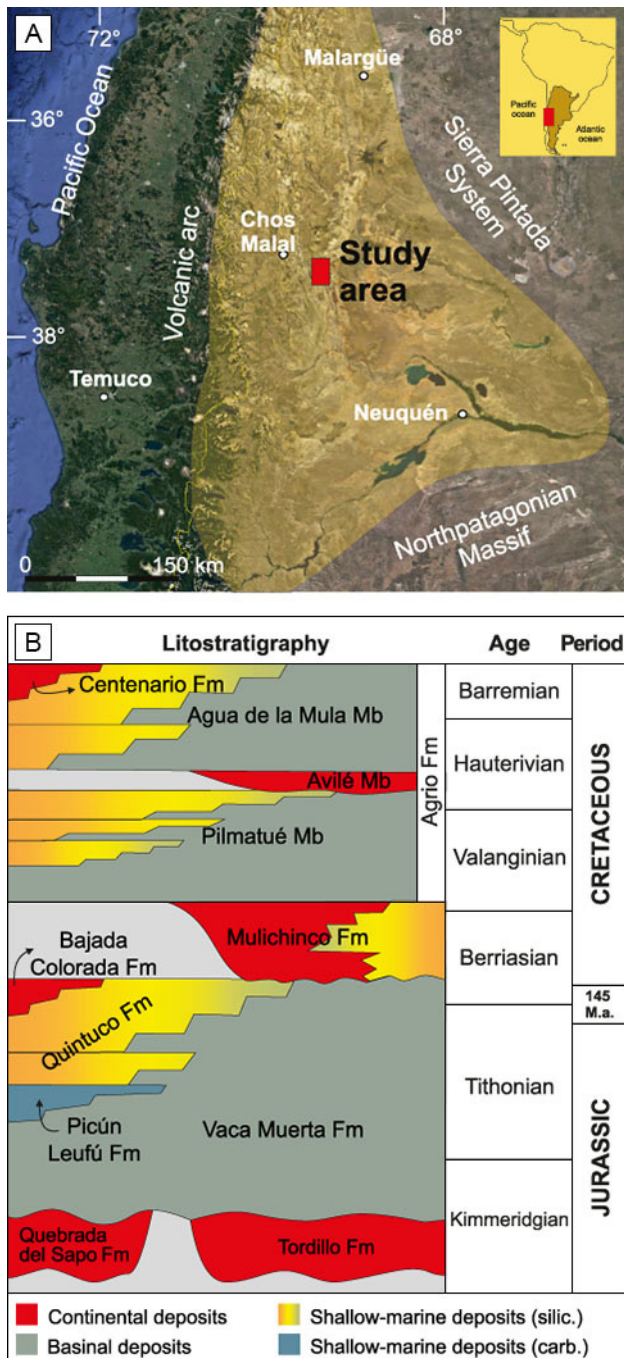 A
72°
68°
Malargüe
36°
Pacific Ocean
Pacific
ocean
Atlantic
ocean
Sierra Pintada
System
Volcanic arc
Chos
Malal
Study
area
38°
Temuco
Neuquén
Northpatagonian
Massif
0 150 km
B
Litostratigraphy Age Period
Centenario Fm
Agua de la Mula Mb
Avilé Mb
Pilmatué Mb
Agrio Fm
Barremian
Hauterivian
Valanginian
CRETACEOUS
Bajada
Colorada Fm
Mulichinco Fm
Berriasian
Quintuco Fm
145
M.a.
Picún
Leufú Fm
Vaca Muerta Fm
Tithonian
JURASSIC
Quebrada
del Sapo Fm
Tordillo Fm
Kimmeridgian
Continental deposits
Shallow-marine deposits (silic.)
Basinal deposits
Shallow-marine deposits (carb.)